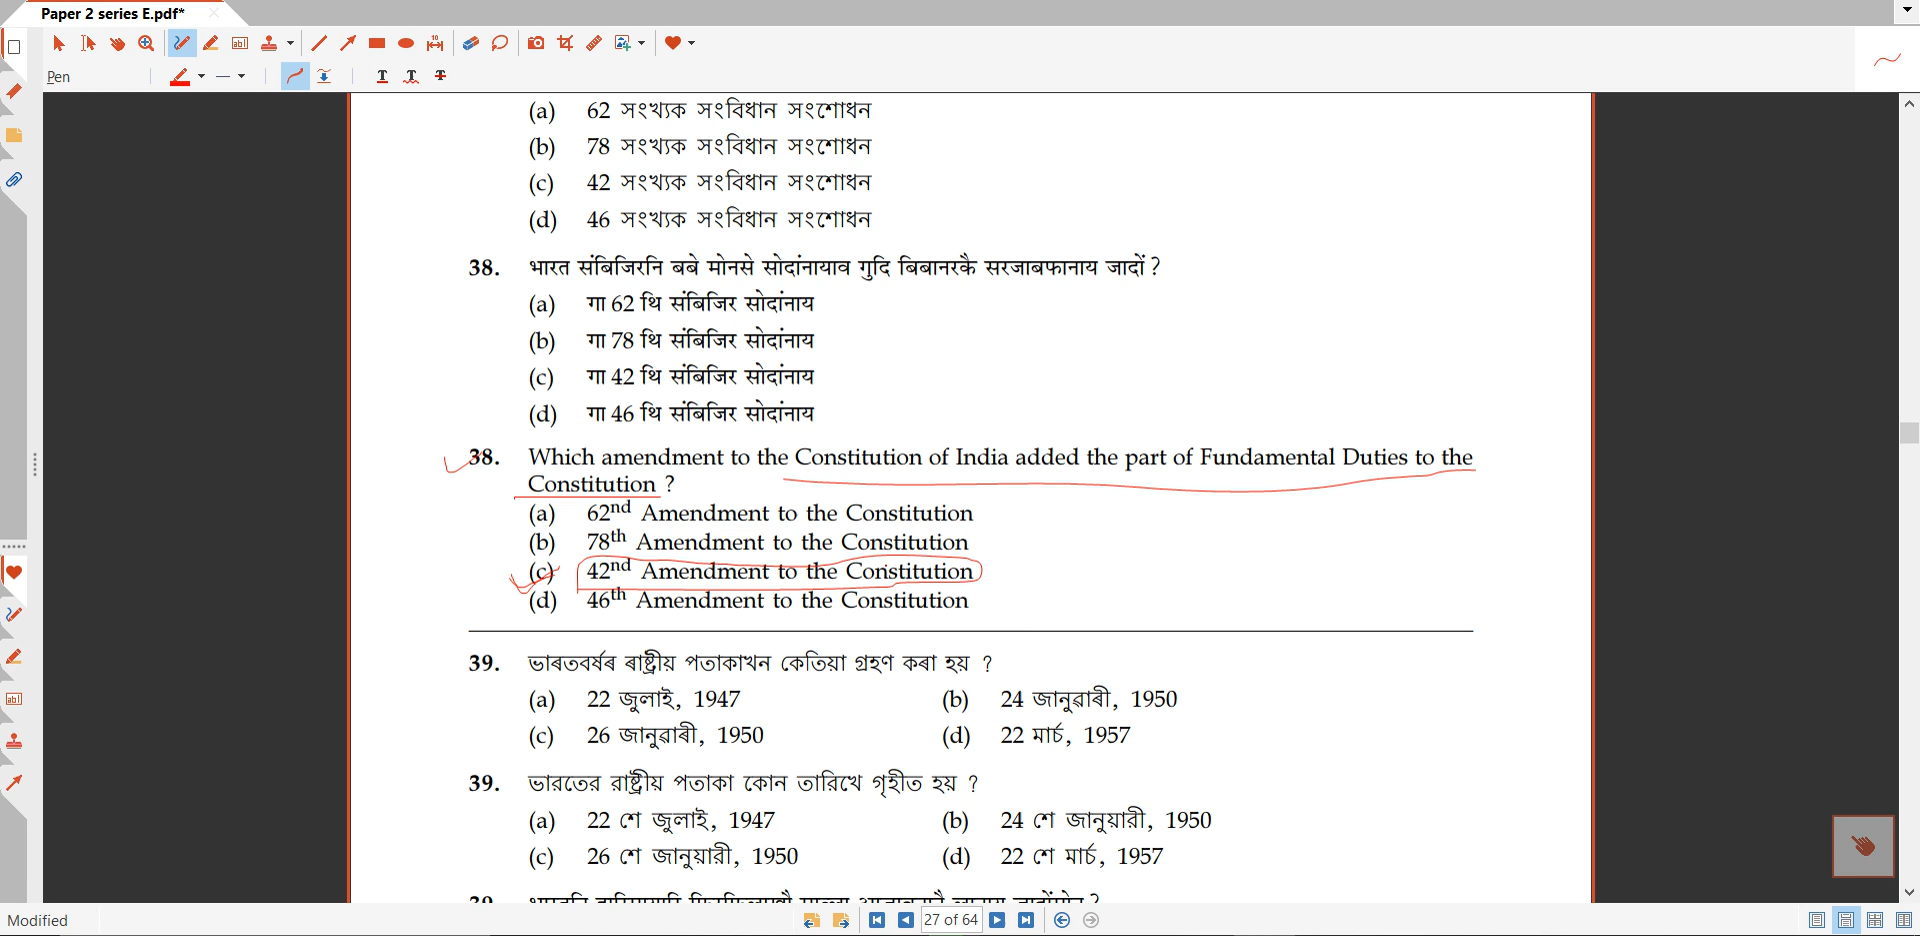 Paper 2 series E.pdf*
Pen
(a) 62 সংখ্যক সংবিধান সংশোধন
(b) 78 সংখ্যক সংবিধান সংশোধন
(c) 42 সংখ্যক সংবিধান সংশোধন
(d) 46 সংখ্যক সংবিধান সংশোধন
38. भारत संबिजिरनि बबे मोनसे सोदांनायाव गुदि बिबानरकै सरजाबफानाय जादों ?
(a) गा 62 थि संबिजिर सोदांनाय
(b) गा 78 थि संबिजिर सोदांनाय
(c) गा 42 थि संबिजिर सोदांनाय
(d) गा 46 थि संबिजिर सोदांनाय
38. Which amendment to the Constitution of India added the part of Fundamental Duties to the
Constitution ?
(a) 62nd Amendment to the Constitution
(b) 78th Amendment to the Constitution
(c) 42nd Amendment to the Constitution
(d) 46th Amendment to the Constitution
39. ভাৰতবৰ্ষৰ ৰাষ্ট্ৰীয় পতাকাখন কেতিয়া গ্ৰহণ কৰা হয় ?
(a) 22 জুলাই, 1947 (b) 24 জানুৱাৰী, 1950
(c) 26 জানুৱাৰী, 1950 (d) 22 মাৰ্চ, 1957
39. ভারতের রাষ্ট্রীয় পতাকা কোন তারিখে গৃহীত হয় ?
(a) 22 শে জুলাই, 1947 (b) 24 শে জানুয়ারী, 1950
(c) 26 শে জানুয়ারী, 1950 (d) 22 শে মার্চ, 1957
Modified 27 of 64